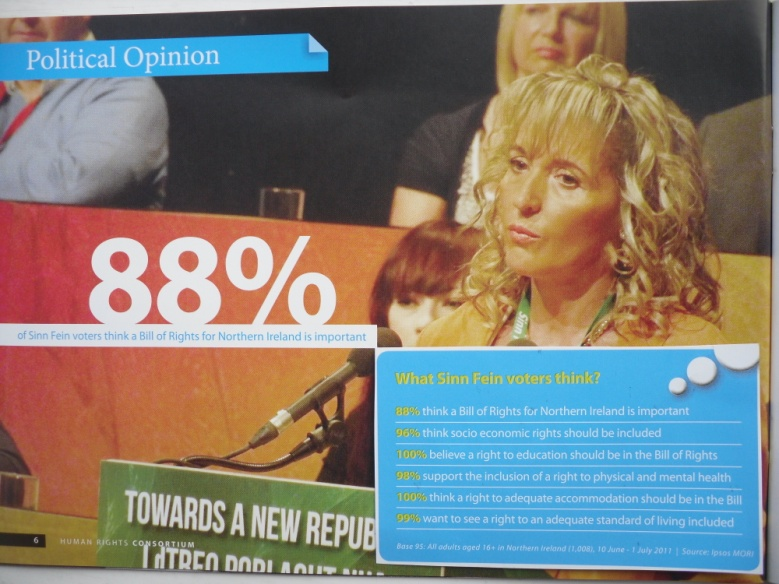 Political Opinion
88%
of Sinn Fein voters think a Bill of Rights for Northern Ireland is important
Sinn
What Sinn Fein voters think?
88% think a Bill of Rights for Northern Ireland is important
96% think socio economic rights should be included
100% believe a right to education should be in the Bill of Rights
98% support the inclusion of a right to physical and mental health
100% think a right to adequate accommodation should be in the Bill
99% want to see a right to an adequate standard of living included
Base 95: All adults aged 16+ in Northern Ireland (1,008), 10 June - 1 July 2011 | Source: Ipsos MORI
TOWARDS A NEW REPUB
6 HUMAN RIGHTS CONSORTIUM